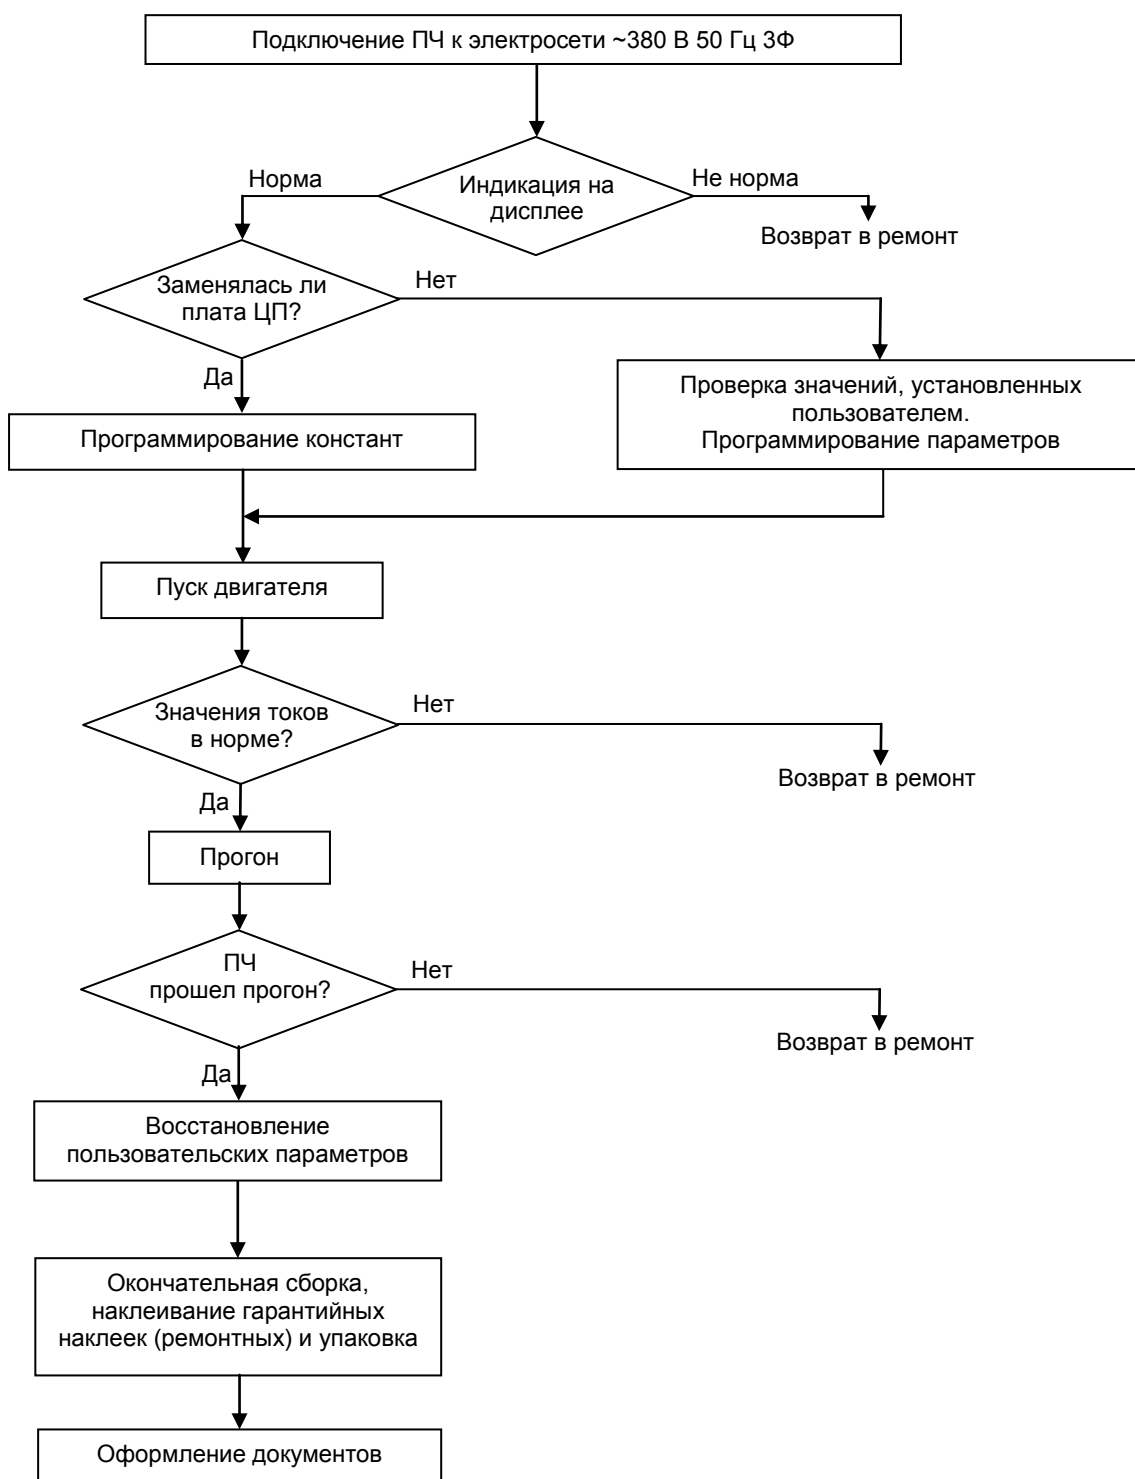 Подключение ПЧ к электросети ~380 В 50 Гц 3Ф
Норма
Индикация на
дисплее
Не норма
Возврат в ремонт
Заменялась ли
плата ЦП?
Нет
Да
Проверка значений, установленных
пользователем.
Программирование параметров
Программирование констант
Пуск двигателя
Значения токов
в норме?
Нет
Возврат в ремонт
Да
Прогон
ПЧ
прошел прогон?
Нет
Возврат в ремонт
Да
Восстановление
пользовательских параметров
Окончательная сборка,
наклеивание гарантийных
наклеек (ремонтных) и упаковка
Оформление документов